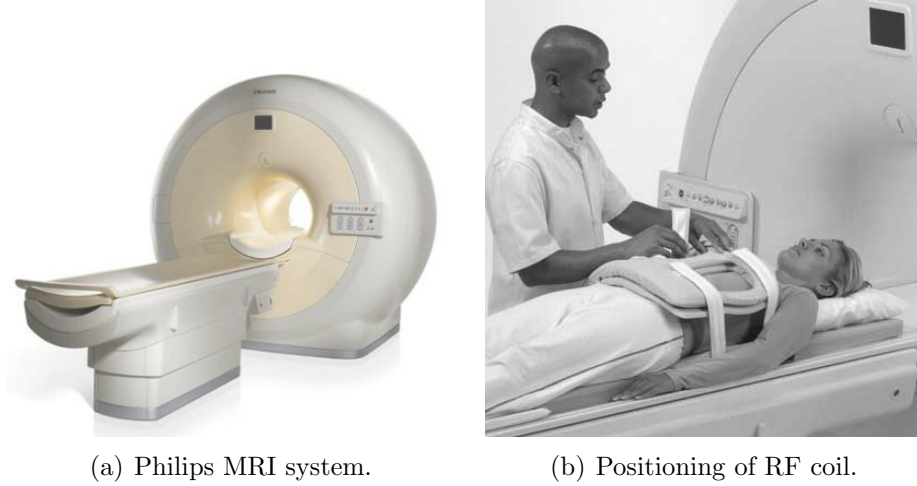 (a) Philips MRI system.
(b) Positioning of RF coil.